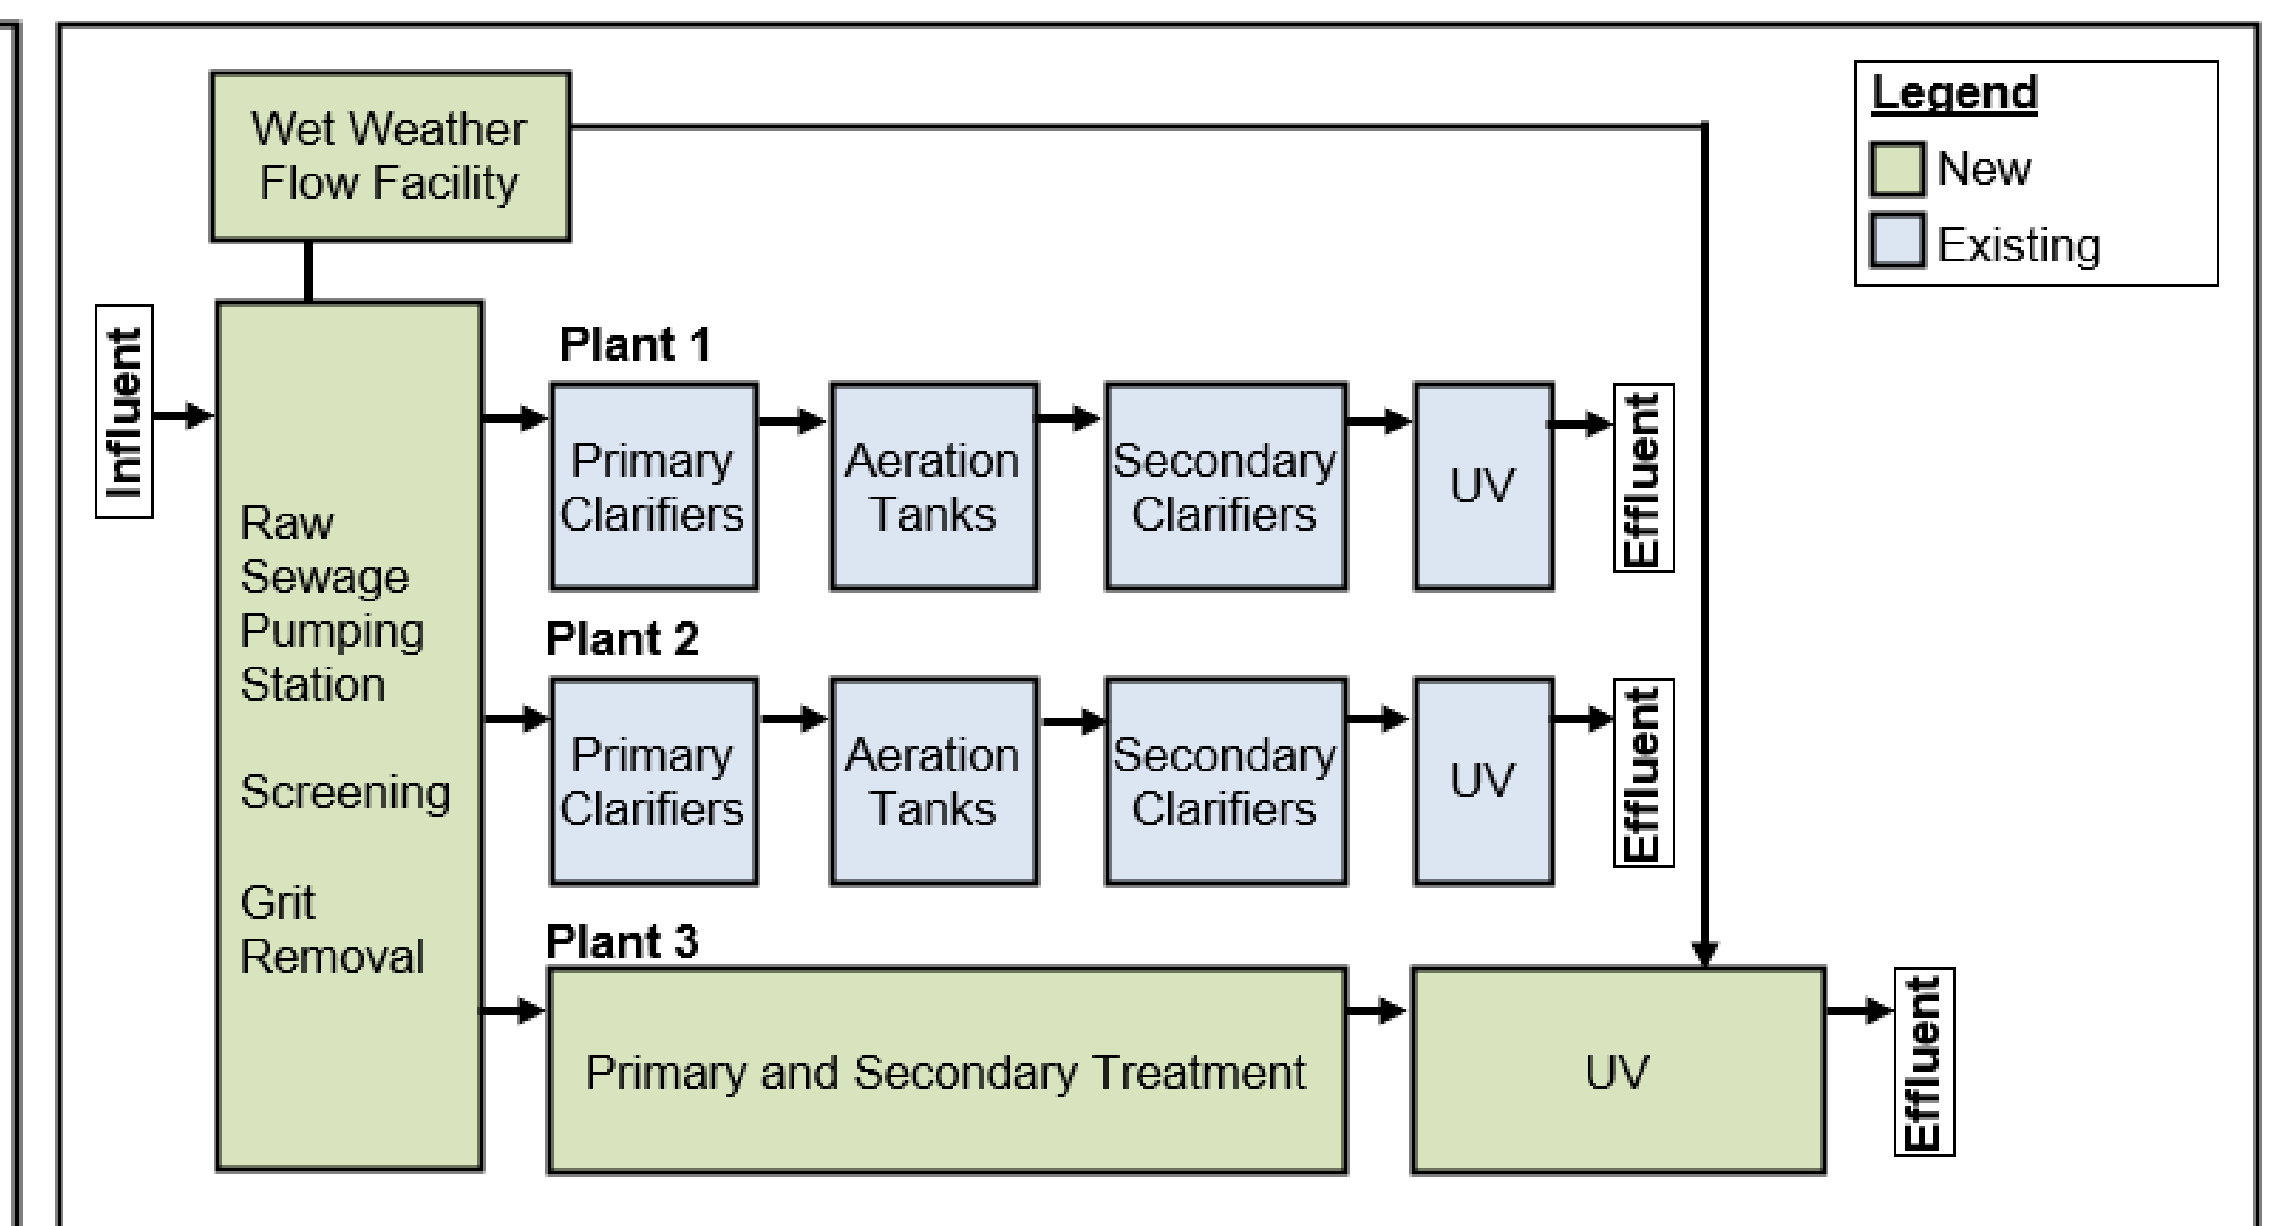 Wet Weather
Flow Facility
Legend
New
Existing
Influent
Raw
Sewage
Pumping
Station
Screening
Grit
Removal
Plant 1
Primary
Clarifiers
Aeration
Tanks
Secondary
Clarifiers
UV
Effluent
Plant 2
Primary
Clarifiers
Aeration
Tanks
Secondary
Clarifiers
UV
Effluent
Plant 3
Primary and Secondary Treatment
UV
Effluent